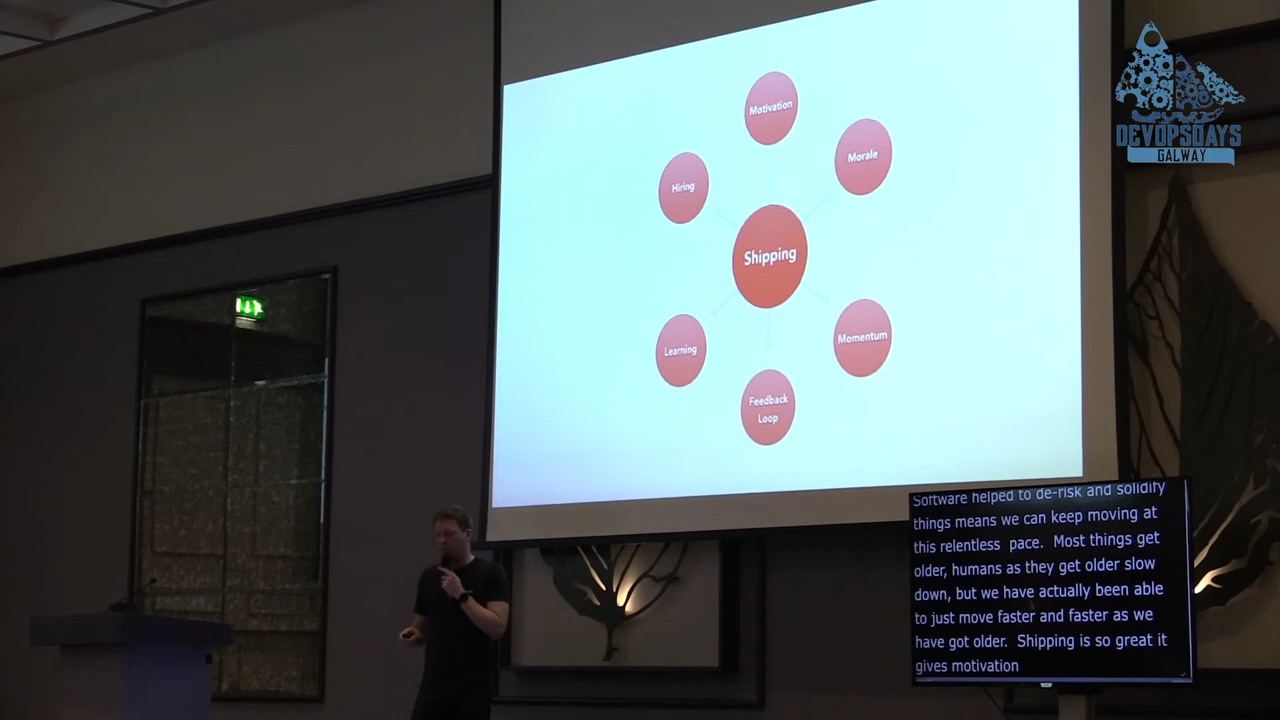 Motivation
Morale
Hiring
Shipping
Momentum
Learning
Feedback
Loop
DEVOPSDAYS
GALWAY
Software helped to de-risk and solidify
things means we can keep moving at
this relentless pace. Most things get
older, humans as they get older slow
down, but we have actually been able
to just move faster and faster as we
have got older. Shipping is so great it
gives motivation